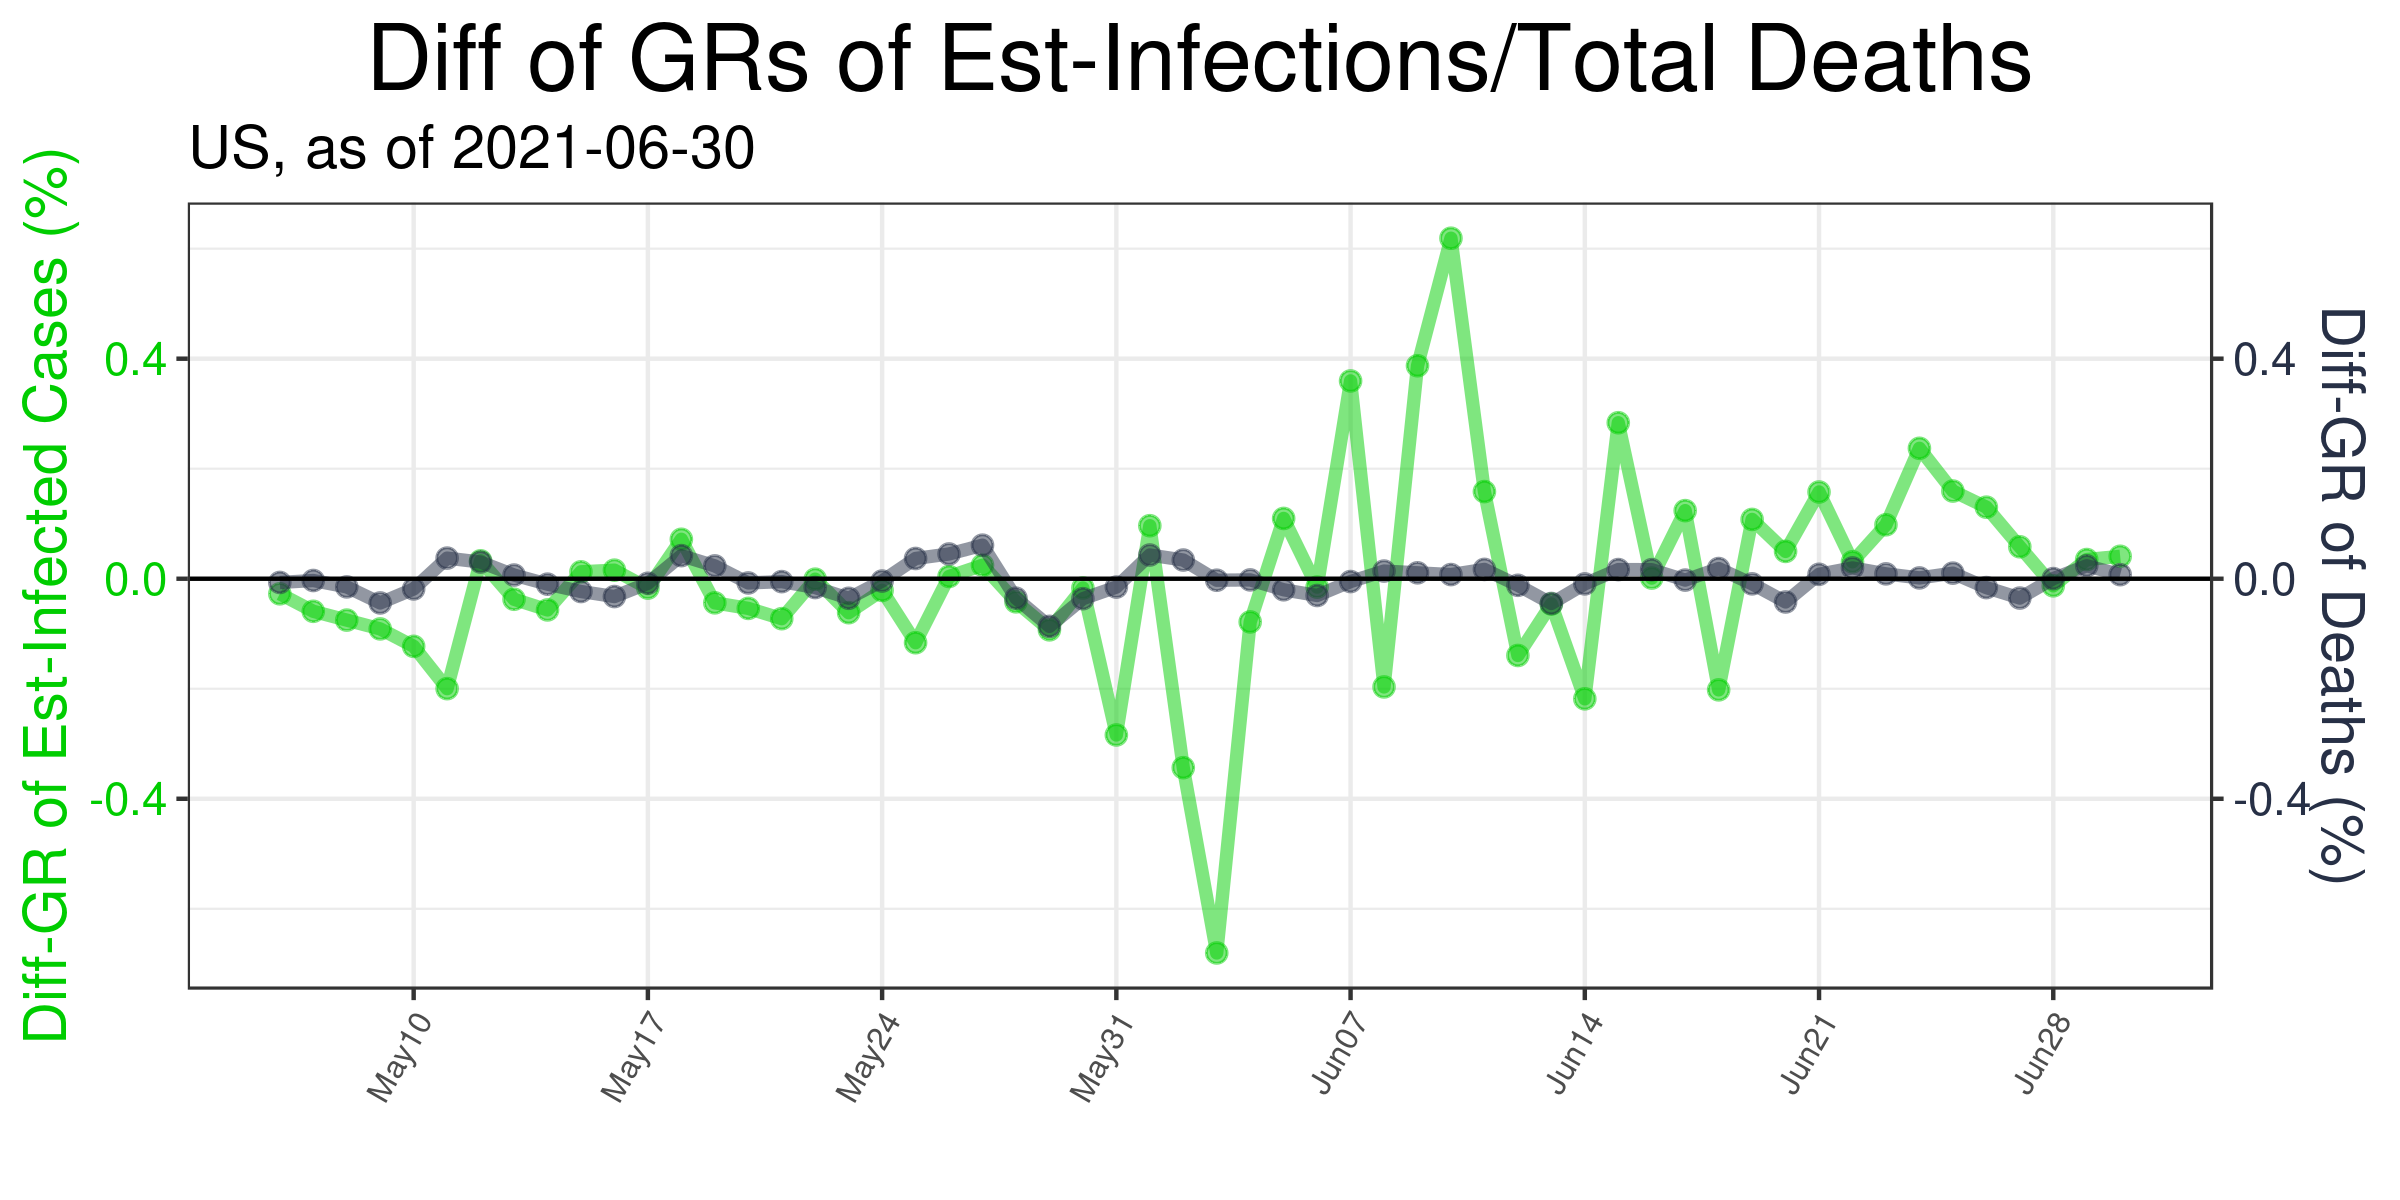 Diff of GRs of Est-Infections/Total Deaths
US, as of 2021-06-30
Diff-GR of Est-Infected Cases (%)
0.4
0.0
-0.4
0.4
0.0
-0.4
Diff-GR of Deaths (%)
May10
May17
May24
May31
Jun07
Jun14
Jun21
Jun28